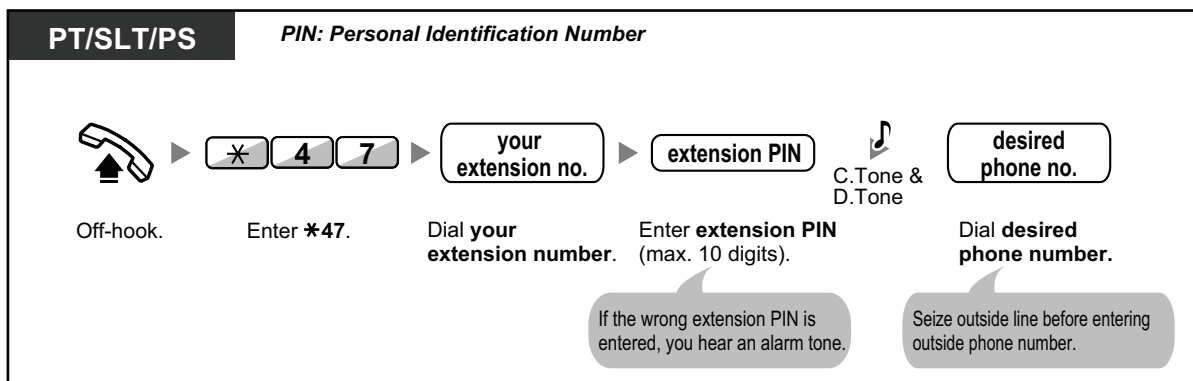 PT/SLT/PS
PIN: Personal Identification Number
* 4 7
your
extension no.
extension PIN
C.Tone &
D.Tone
desired
phone no.
Off-hook.
Enter *47.
Dial your
extension number.
Enter extension PIN
(max. 10 digits).
Dial desired
phone number.
If the wrong extension PIN is
entered, you hear an alarm tone.
Seize outside line before entering
outside phone number.